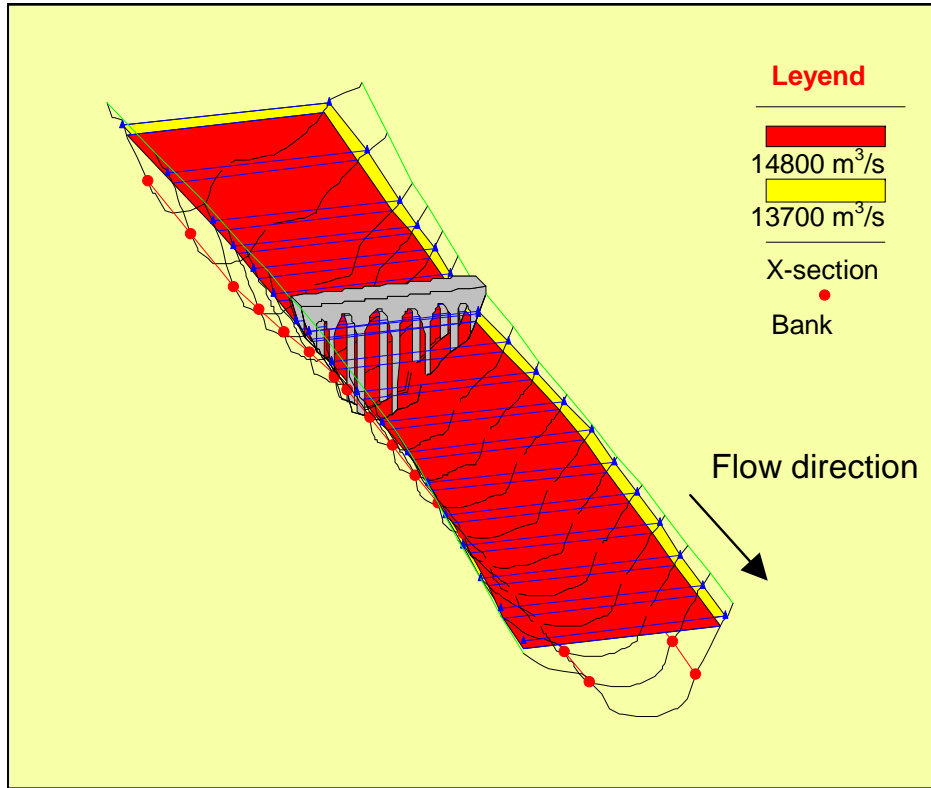 Leyend
14800 m³/s
13700 m³/s
X-section
Bank
Flow direction